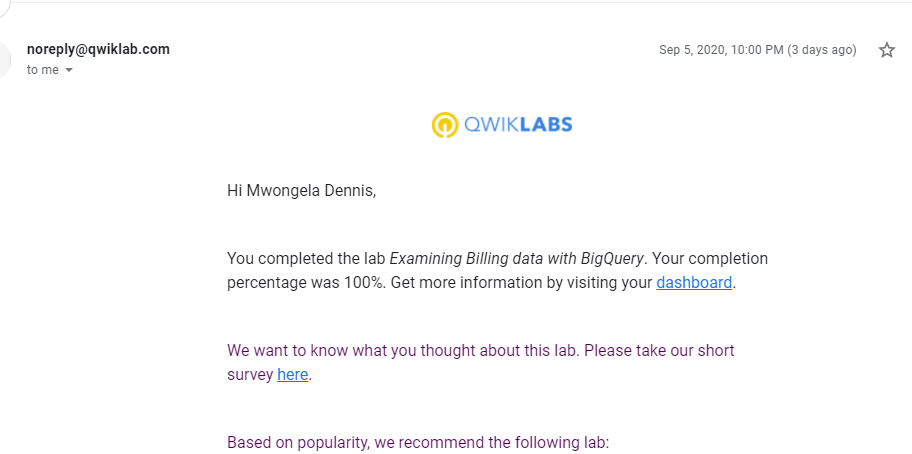 noreply@qwiklab.com
Sep 5, 2020, 10:00 PM (3 days ago)
to me
QWIKLABS
Hi Mwongela Dennis,
You completed the lab Examining Billing data with BigQuery. Your completion
percentage was 100%. Get more information by visiting your dashboard.
We want to know what you thought about this lab. Please take our short
survey here.
Based on popularity, we recommend the following lab: